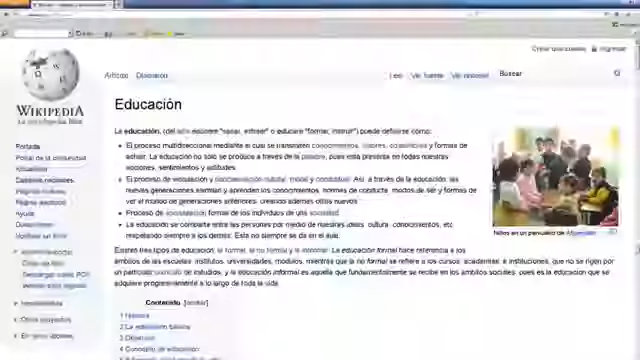 Crear una cuenta Ingresar
Artículo Discusión Leer Ver fuente Ver historial Buscar
WIKIPEDIA
La enciclopedia libre
Educación
La educación, (del latín educere "sacar, extraer" o educare "formar, instruir") puede definirse como:
El proceso multidireccional mediante el cual se transmiten conocimientos, valores, costumbres y formas de
actuar. La educación no sólo se produce a través de la palabra, pues está presente en todas nuestras
acciones, sentimientos y actitudes.
El proceso de vinculación y concienciación cultural, moral y conductual. Así, a través de la educación, las
nuevas generaciones asimilan y aprenden los conocimientos, normas de conducta, modos de ser y formas de
ver el mundo de generaciones anteriores, creando además otros nuevos.
Proceso de socialización formal de los individuos de una sociedad.
La educación se comparte entre las personas por medio de nuestras ideas, cultura, conocimientos, etc.
respetando siempre a los demás. Ésta no siempre se da en el aula.
Niños en un parvulario de Afganistán
Existen tres tipos de educación: la formal, la no formal y la informal. La educación formal hace referencia a los
ámbitos de las escuelas, institutos, universidades, módulos, mientras que la no formal se refiere a los cursos, academias, e instituciones, que no se rigen por
un particular currículo de estudios, y la educación informal es aquella que fundamentalmente se recibe en los ámbitos sociales, pues es la educación que se
adquiere progresivamente a lo largo de toda la vida.
Contenido [ocultar]
1 Historia
2 La educación básica
3 Objetivos
4 Concepto de educación
Portada
Portal de la comunidad
Actualidad
Cambios recientes
Páginas nuevas
Página aleatoria
Ayuda
Donaciones
Notificar un error
Imprimir/exportar
Crear un libro
Descargar como PDF
Versión para imprimir
Herramientas
Otros proyectos
En otros idiomas